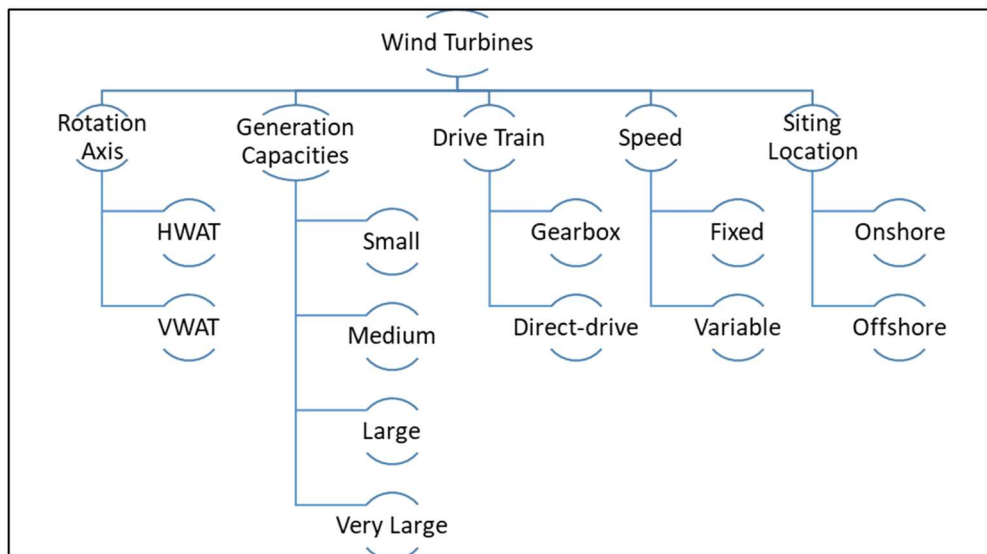 Wind Turbines
Rotation
Axis
Generation
Capacities
Drive Train
Speed
Siting
Location
HWAT
VWAT
Small
Medium
Large
Very Large
Gearbox
Direct-drive
Fixed
Variable
Onshore
Offshore